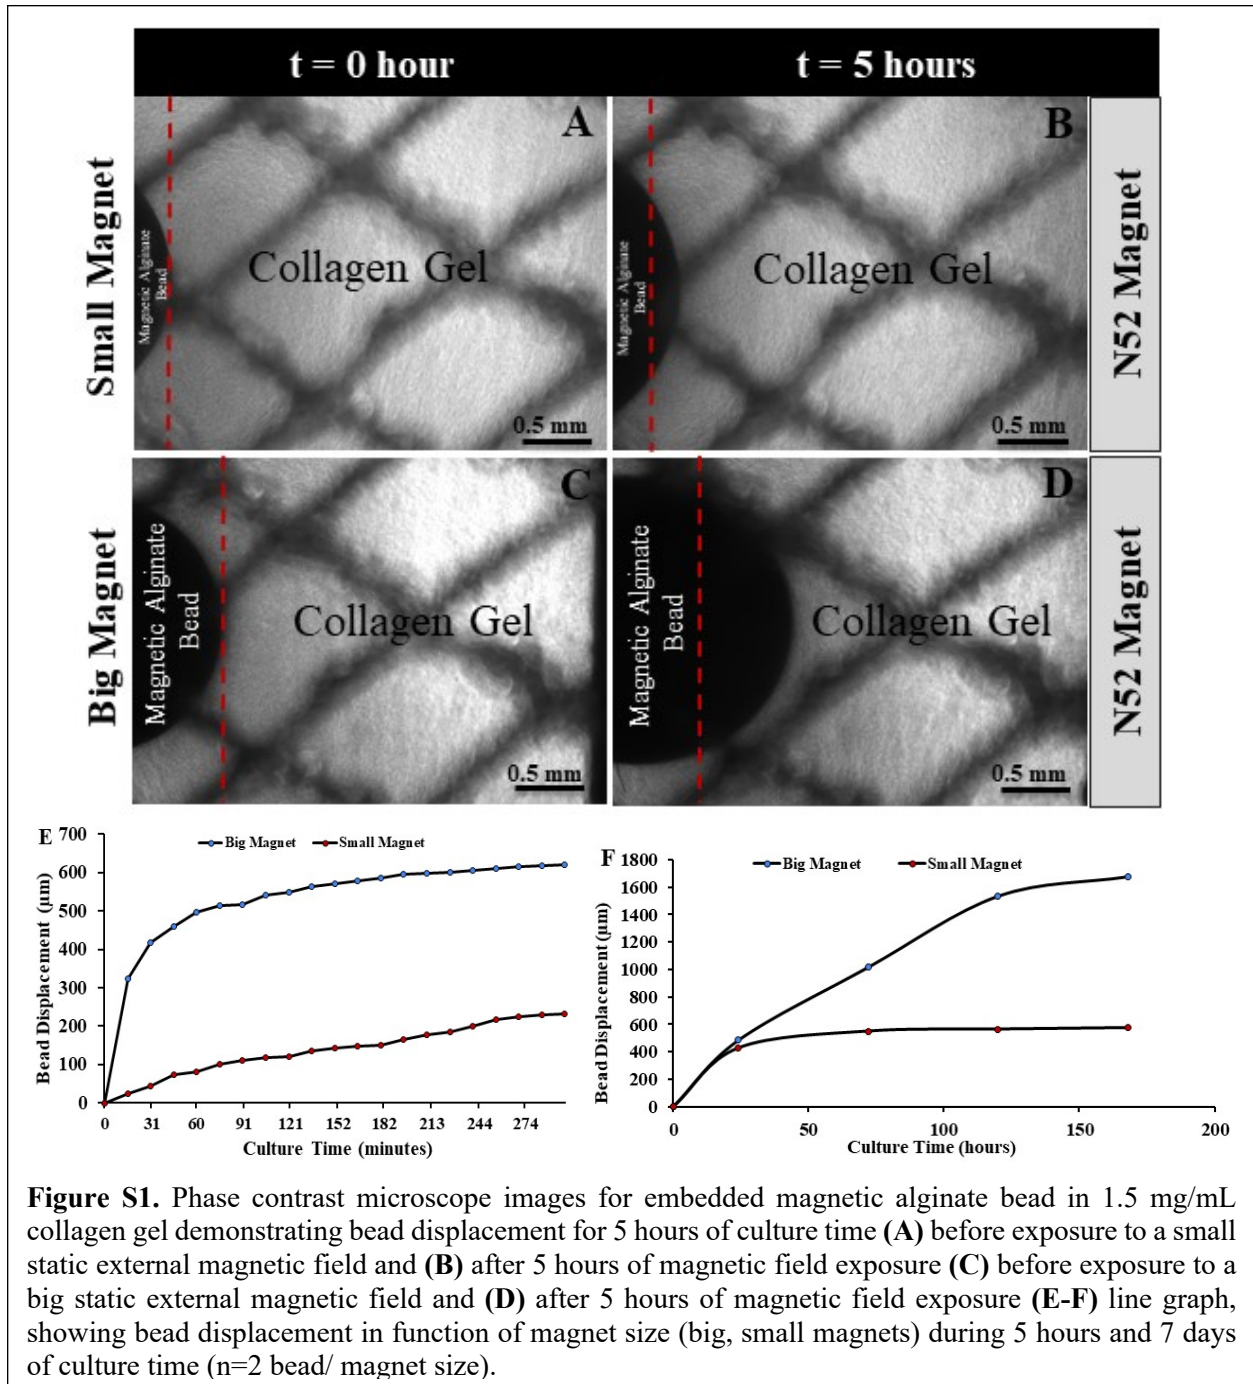 t = 0 hour
t = 5 hours
Small Magnet
A
Magnetic Alginate
Bead
Collagen Gel
0.5 mm
B
Magnetic Alginate
Bead
Collagen Gel
0.5 mm
N52 Magnet
Big Magnet
C
Magnetic Alginate
Bead
Collagen Gel
0.5 mm
D
Magnetic Alginate
Bead
Collagen Gel
0.5 mm
N52 Magnet
E
Big Magnet
Small Magnet
Bead Displacement (µm)
700
600
500
400
300
200
100
0
0 31 60 91 121 152 182 213 244 274
Culture Time (minutes)
F
Big Magnet
Small Magnet
Bead Displacement (µm)
1800
1600
1400
1200
1000
800
600
400
200
0
0 50 100 150 200
Culture Time (hours)
Figure S1. Phase contrast microscope images for embedded magnetic alginate bead in 1.5 mg/mL
collagen gel demonstrating bead displacement for 5 hours of culture time (A) before exposure to a small
static external magnetic field and (B) after 5 hours of magnetic field exposure (C) before exposure to a
big static external magnetic field and (D) after 5 hours of magnetic field exposure (E-F) line graph,
showing bead displacement in function of magnet size (big, small magnets) during 5 hours and 7 days
of culture time (n=2 bead/ magnet size).